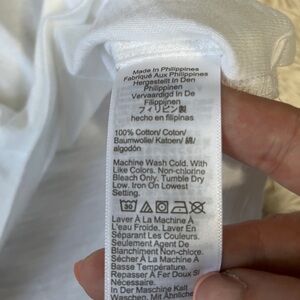 Made In Philippines
Fabriqué Aux Philippines
Hergestellt In Den
Philippinen
Vervaardigd In De
Filippijnen
フィリピン製
hecho en filipinas
100% Cotton/ Coton/
Baumwolle/ Katoen/ 綿/
algodón
Machine Wash Cold. With
Like Colors. Non-chlorine
Bleach Only. Tumble Dry
Low. Iron On Lowest
Setting.
30
Laver À La Machine À
L'eau Froide. Laver En
Séparant Les Couleurs.
Seulement Agent De
Blanchiment Non-chloré.
Sécher À La Machine À
Basse Température.
Repasser À Fer Doux Si
Nécessaire.
In Der Maschine Kalt
Waschen. Mit Ähnlichen